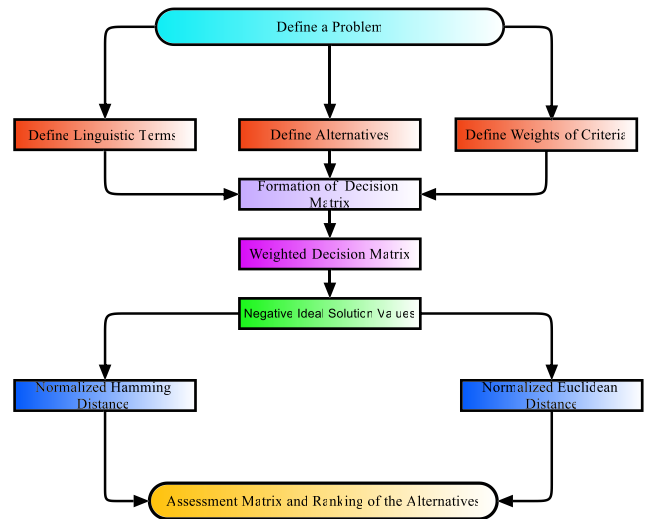 Define a Problem
Define Linguistic Terms
Define Alternatives
Define Weights of Criteria
Formation of Decision
Matrix
Weighted Decision Matrix
Negative Ideal Solution Values
Normalized Hamming
Distance
Normalized Euclidean
Distance
Assessment Matrix and Ranking of the Alternatives